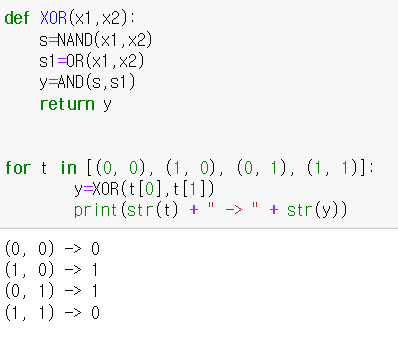 def XOR(x1,x2):
    s=NAND(x1,x2)
    s1=OR(x1,x2)
    y=AND(s,s1)
    return y
for t in [(0, 0), (1, 0), (0, 1), (1, 1)]:
        y=XOR(t[0],t[1])
        print(str(t) + " -> " + str(y))
(0, 0) -> 0
(1, 0) -> 1
(0, 1) -> 1
(1, 1) -> 0